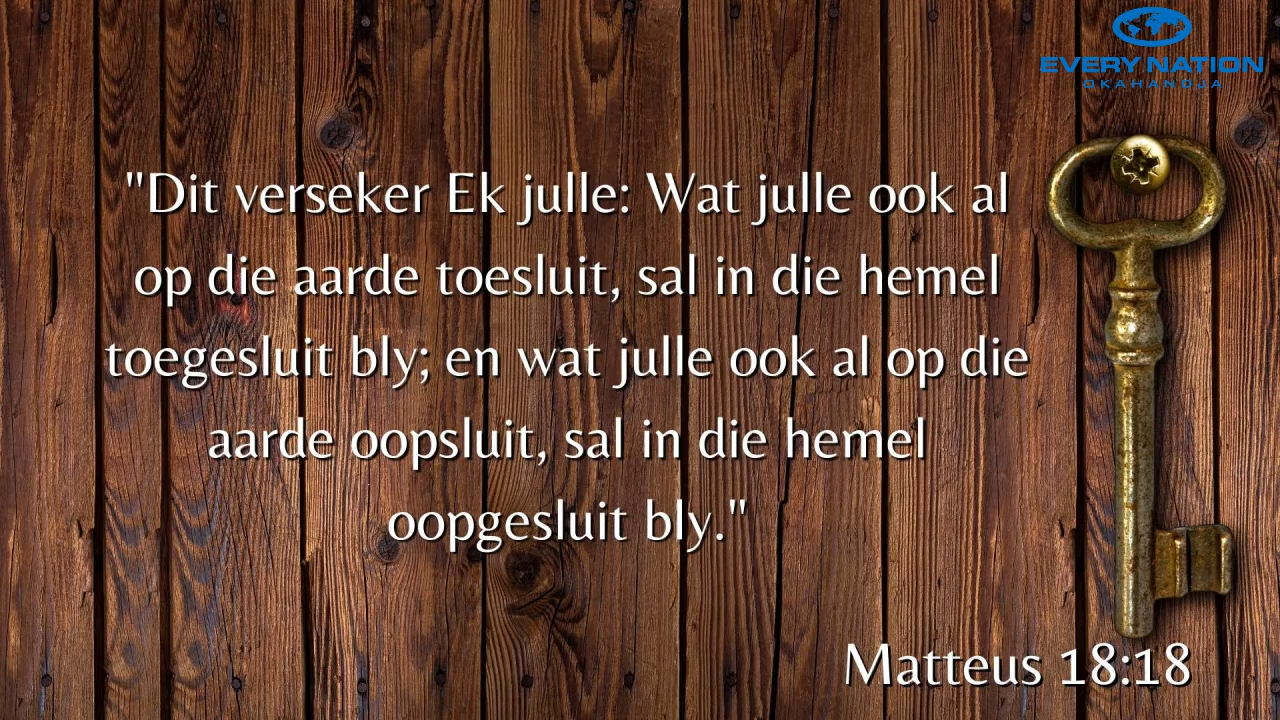 EVERY NATION
OKAHANDJA
"Dit verseker Ek julle: Wat julle ook al
op die aarde toesluit, sal in die hemel
toegesluit bly; en wat julle ook al op die
aarde oopsluit, sal in die hemel
oopgesluit bly."
Matteus 18:18